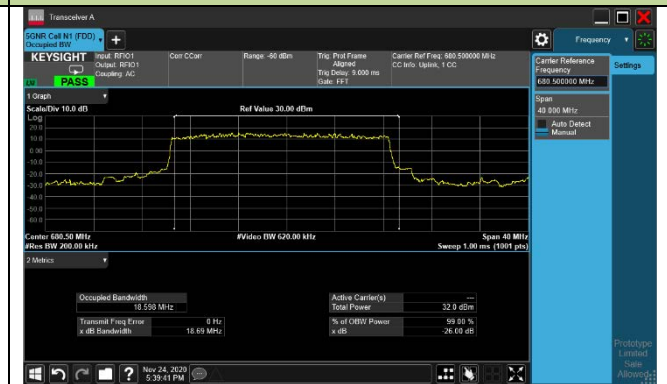 Transceiver A
5GNR Call N1 (FDD)
Occupied BW
Frequency
KEYSIGHT
PASS
Input: RFIO1
Output: RFIO1
Coupling: AC
Corr CCorr
Range: -60 dBm
Trig: Prot Frame
Aligned
Trig Delay: 9.000 ms
Gate: FFT
Carrier Ref Freq: 680.500000 MHz
CC Info: Uplink, 1 CC
Carrier Reference
Frequency
680.500000 MHz
Settings
Span
40.000 MHz
Auto Detect
Manual
1 Graph
Scale/Div 10.0 dB
Ref Value 30.00 dBm
Log
20.0
10.0
0.00
-10.0
-20.0
-30.0
-40.0
-50.0
-60.0
Center 680.50 MHz
#Video BW 620.00 kHz
Span 40 MHz
#Res BW 200.00 kHz
Sweep 1.00 ms (1001 pts)
2 Metrics
Occupied Bandwidth
18.598 MHz
Active Carrier(s)
---
Total Power
32.0 dBm
Transmit Freq Error
0 Hz
x dB Bandwidth
18.69 MHz
% of OBW Power
99.00 %
x dB
-26.00 dB
Prototype
Limited
Sale
Allowed
Nov 24, 2020
5:39:41 PM